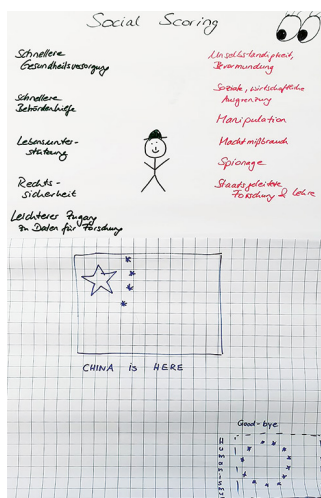 Social Scoring
Schnellere
Gesundheitsversorgung
Schnellere
Behördenhilfe
Lebensunter-
stützung
Rechts-
sicherheit
Leichterer Zugang
zu Daten für Forschung
Unselbständigkeit,
Bevormundung
Soziale, wirtschaftliche
Ausgrenzung
Manipulation
Machtmißbrauch
Spionage
Staatsgeleitete
Forschung & Lehre
CHINA is HERE
Good-bye